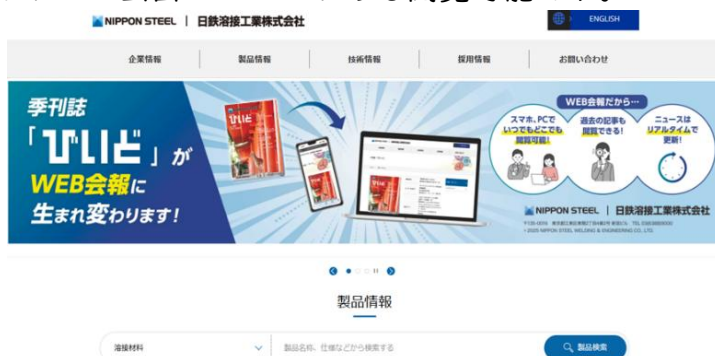 NIPPON STEEL | 日鉄溶接工業株式会社
ENGLISH
企業情報
製品情報
技術情報
採用情報
お問い合わせ
季刊誌
「びいど」が
WEB会報に
生まれ変わります！
WEB会報だから…
スマホ、PCで
いつでもどこでも
閲覧可能！
過去の記事も
閲覧できる！
ニュースは
リアルタイムで
更新！
NIPPON STEEL | 日鉄溶接工業株式会社
製品情報
溶接材料
製品名称、仕様などから検索する
製品検索